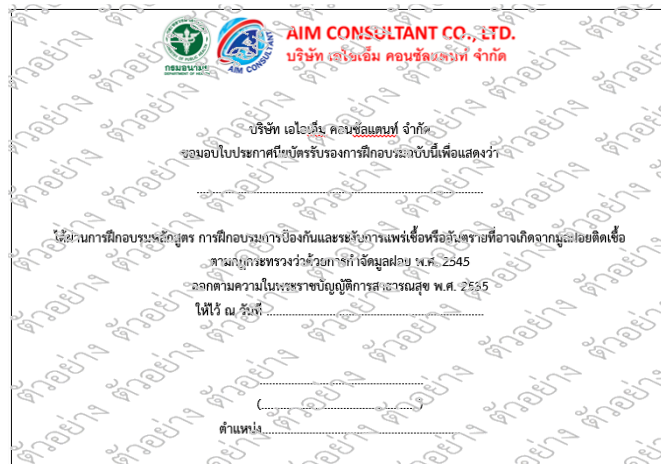 AIM CONSULTANT CO., LTD.
บริษัท เอไอเอ็ม คอนซัลแตนท์ จำกัด
กรมอนามัย
DEPARTMENT OF HEALTH
AIM CONSULTANT
บริษัท เอไอเอ็ม คอนซัลแตนท์ จำกัด
ขอมอบใบประกาศนียบัตรรับรองการฝึกอบรมฉบับนี้เพื่อแสดงว่า
ได้ผ่านการฝึกอบรมหลักสูตร การฝึกอบรมการป้องกันและระงับการแพร่เชื้อหรืออันตรายที่อาจเกิดจากมูลฝอยติดเชื้อ
ตามกฎกระทรวงว่าด้วยการกำจัดมูลฝอย พ.ศ. 2545
ออกตามความในพระราชบัญญัติการสาธารณสุข พ.ศ. 2535
ให้ไว้ ณ วันที่
(......................................................)
ตำแหน่ง
ตัวอย่าง